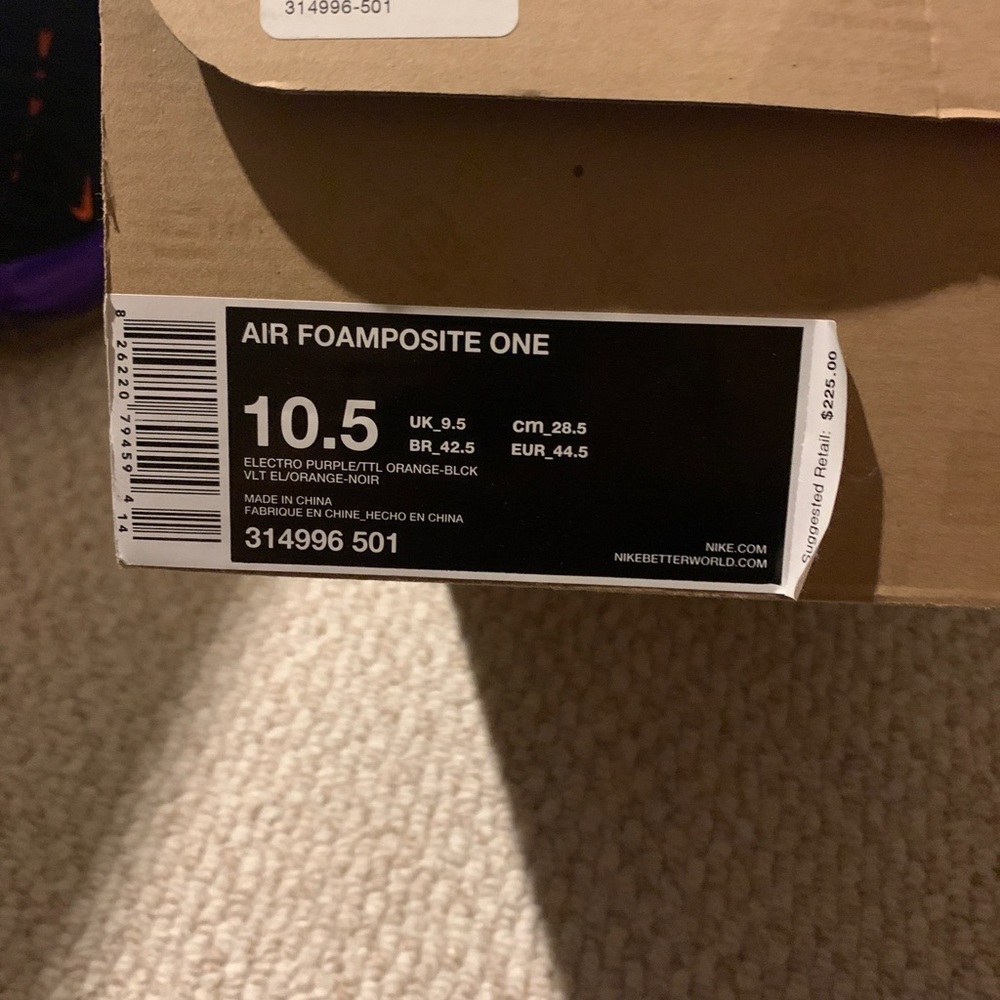 314996-501
AIR FOAMPOSITE ONE
10.5
UK_9.5 cm_28.5
BR_42.5 EUR_44.5
ELECTRO PURPLE/TTL ORANGE-BLCK
VLT EL/ORANGE-NOIR
MADE IN CHINA
FABRIQUE EN CHINE_HECHO EN CHINA
314996 501
NIKE.COM
NIKEBETTERWORLD.COM
8 26220 79459 4 14
Suggested Retail: $225.00